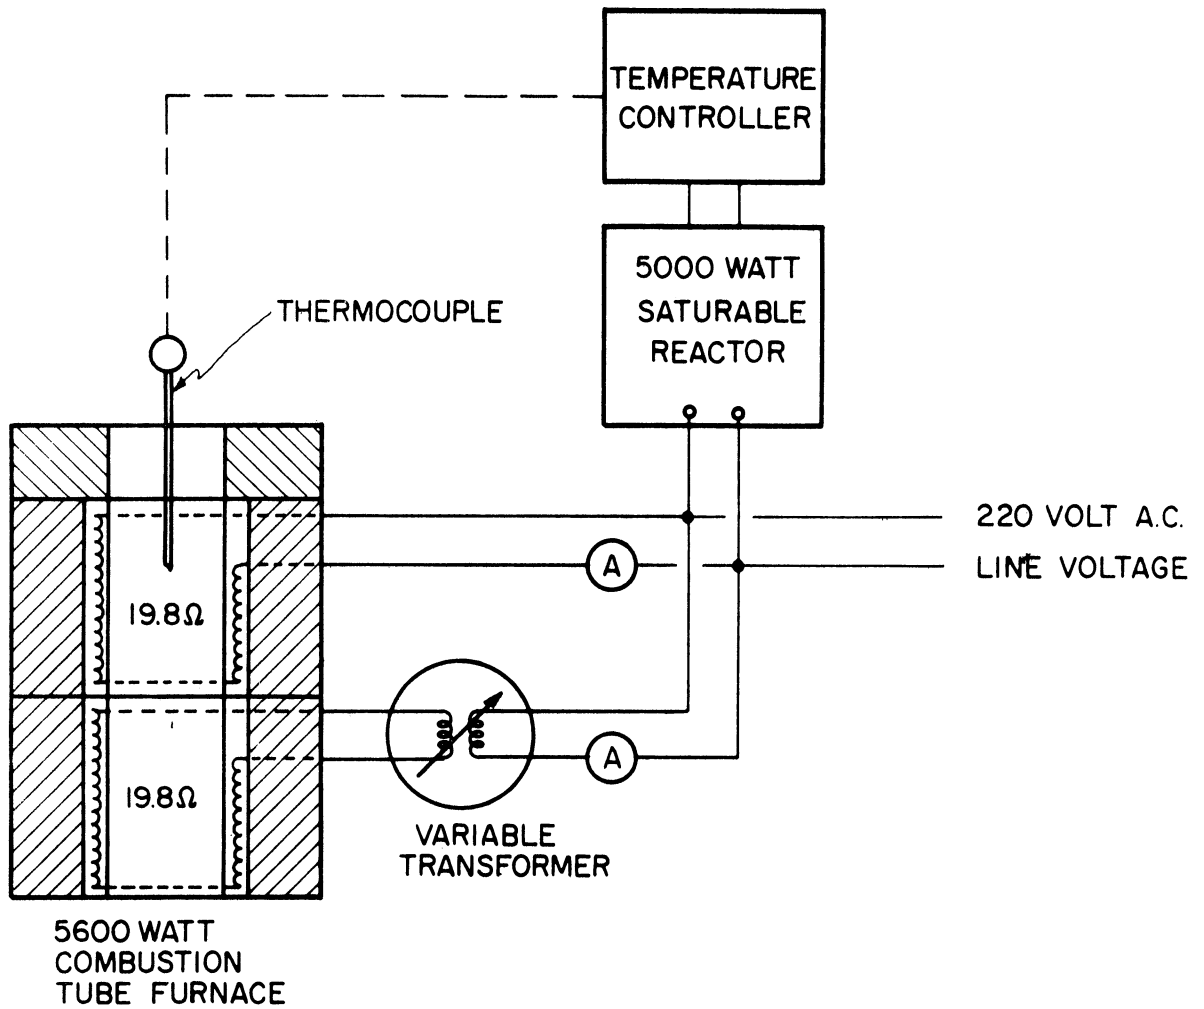 TEMPERATURE
CONTROLLER
5000 WATT
SATURABLE
REACTOR
THERMOCOUPLE
220 VOLT A.C.
LINE VOLTAGE
A
19.8Ω
A
19.8Ω
VARIABLE
TRANSFORMER
5600 WATT
COMBUSTION
TUBE FURNACE